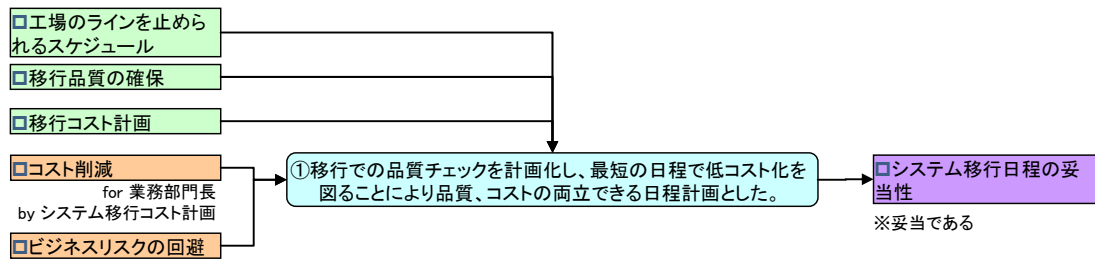 工場のラインを止めら
れるスケジュール
移行品質の確保
移行コスト計画
コスト削減
for 業務部門長
by システム移行コスト計画
ビジネスリスクの回避
①移行での品質チェックを計画化し、最短の日程で低コスト化を
図ることにより品質、コストの両立できる日程計画とした。
システム移行日程の妥
当性
※妥当である